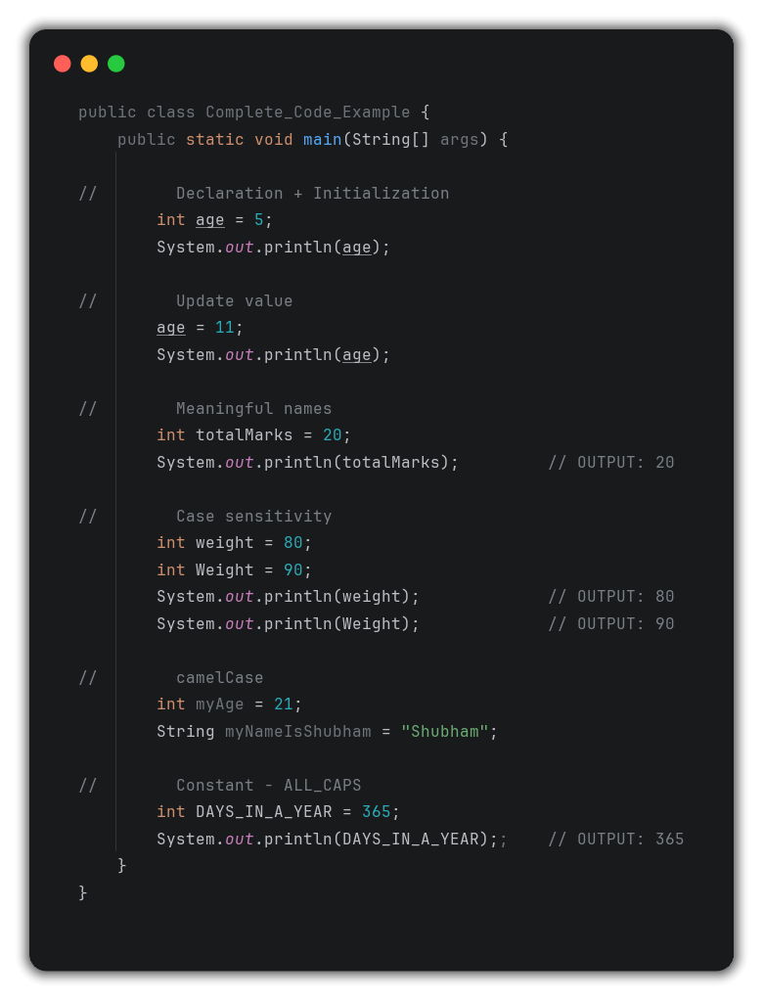 public class Complete_Code_Example {
    public static void main(String[] args) {
//        Declaration + Initialization
        int age = 5;
        System.out.println(age);
//        Update value
        age = 11;
        System.out.println(age);
//        Meaningful names
        int totalMarks = 20;
        System.out.println(totalMarks);         // OUTPUT: 20
//        Case sensitivity
        int weight = 80;
        int Weight = 90;
        System.out.println(weight);             // OUTPUT: 80
        System.out.println(Weight);             // OUTPUT: 90
//        camelCase
        int myAge = 21;
        String myNameIsShubham = "Shubham";
//        Constant - ALL_CAPS
        int DAYS_IN_A_YEAR = 365;
        System.out.println(DAYS_IN_A_YEAR);;    // OUTPUT: 365
    }
}